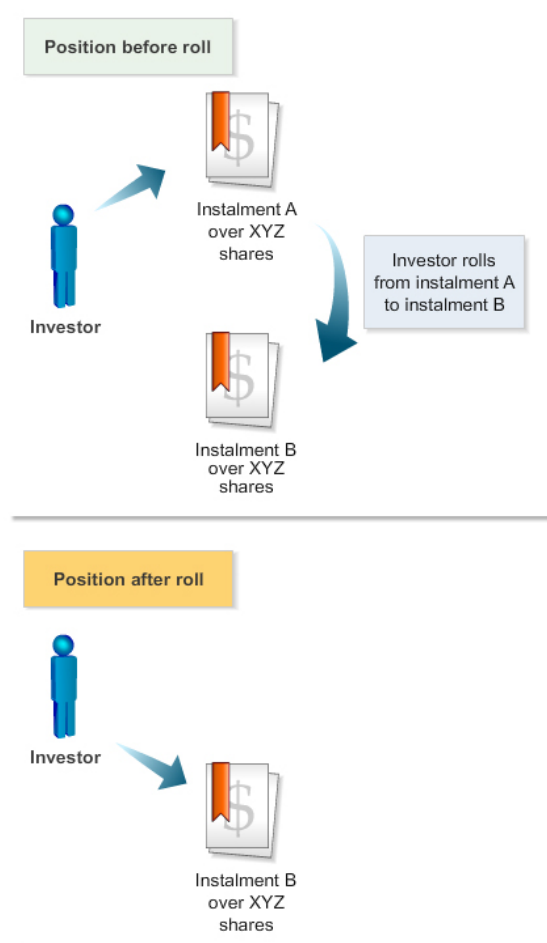 Position before roll
$
Instalment A
over XYZ
shares
Investor
Investor rolls
from instalment A
to instalment B
$
Instalment B
over XYZ
shares
Position after roll
Investor
$
Instalment B
over XYZ
shares